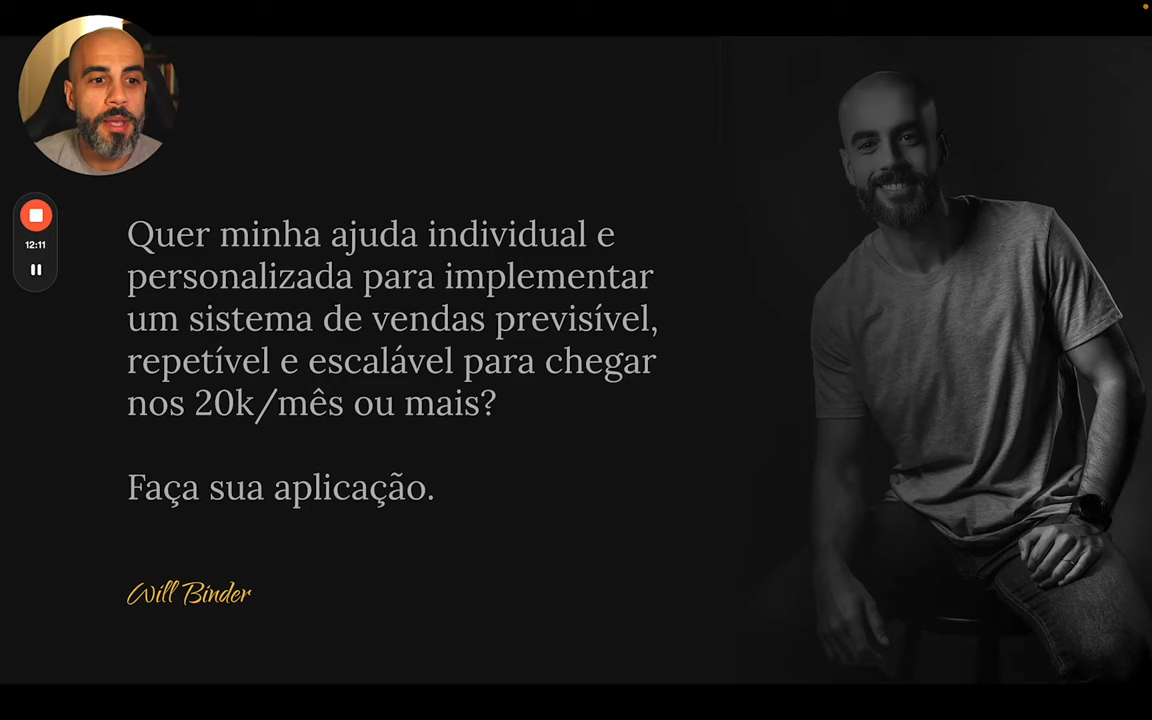 12:11
Quer minha ajuda individual e
personalizada para implementar
um sistema de vendas previsível,
repetível e escalável para chegar
nos 20k/mês ou mais?
Faça sua aplicação.
Will Binder